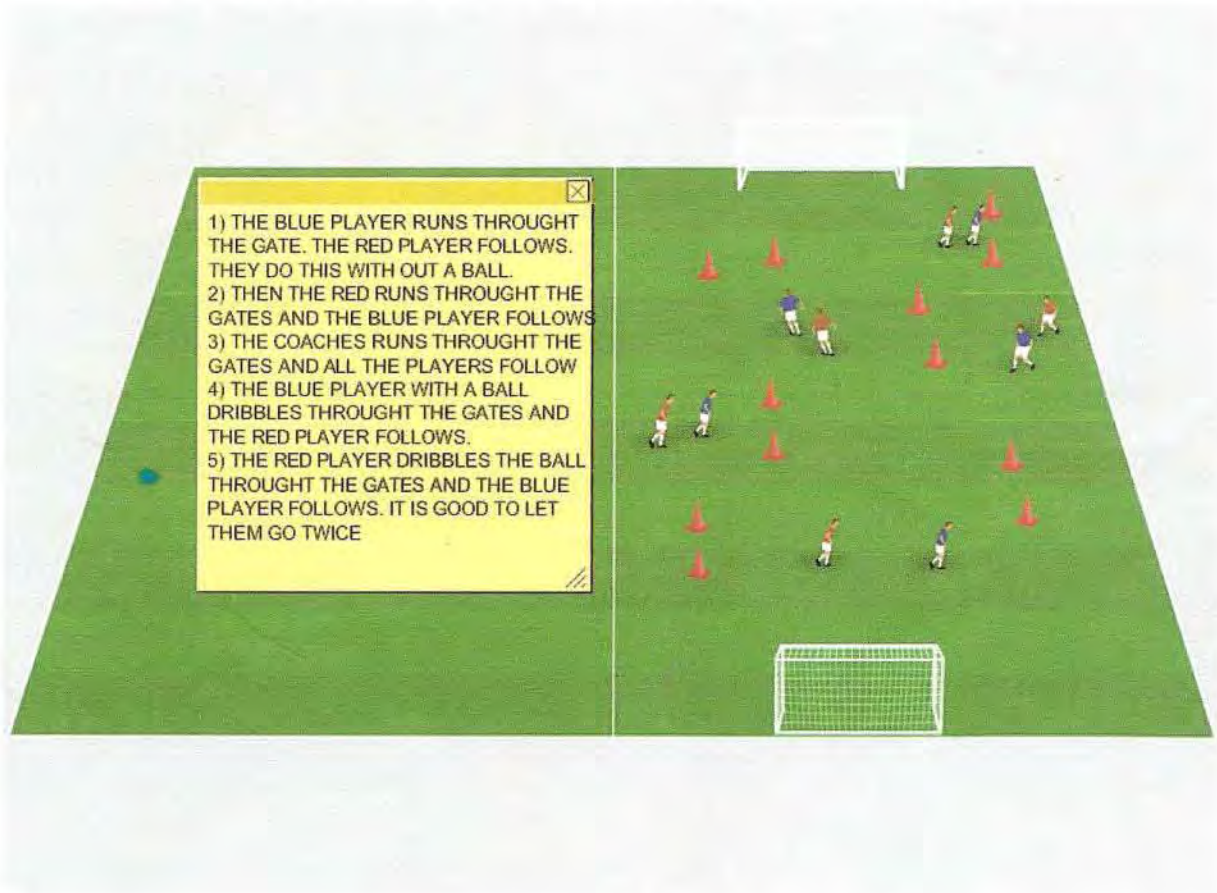 1) THE BLUE PLAYER RUNS THROUGHT
THE GATE. THE RED PLAYER FOLLOWS.
THEY DO THIS WITH OUT A BALL.
2) THEN THE RED RUNS THROUGHT THE
GATES AND THE BLUE PLAYER FOLLOWS
3) THE COACHES RUNS THROUGHT THE
GATES AND ALL THE PLAYERS FOLLOW
4) THE BLUE PLAYER WITH A BALL
DRIBBLES THROUGHT THE GATES AND
THE RED PLAYER FOLLOWS.
5) THE RED PLAYER DRIBBLES THE BALL
THROUGHT THE GATES AND THE BLUE
PLAYER FOLLOWS. IT IS GOOD TO LET
THEM GO TWICE